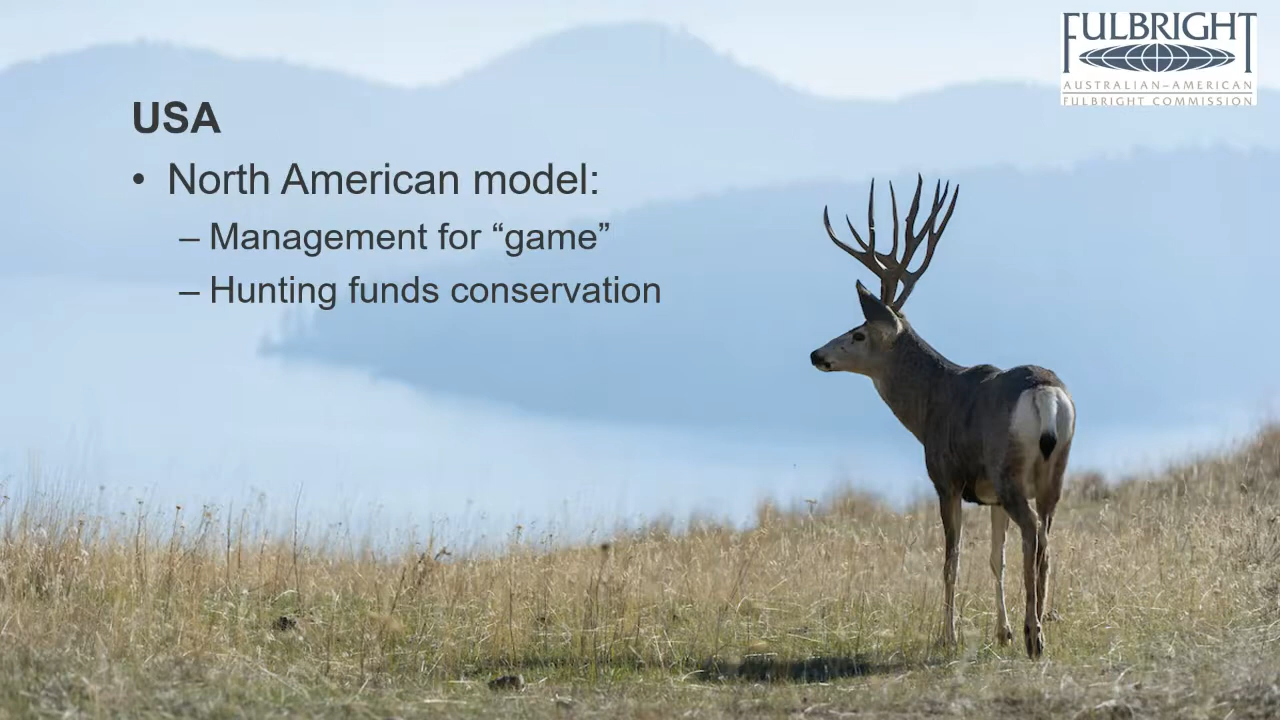 FULBRIGHT
AUSTRALIAN-AMERICAN
FULBRIGHT COMMISSION
USA
• North American model:
– Management for “game”
– Hunting funds conservation